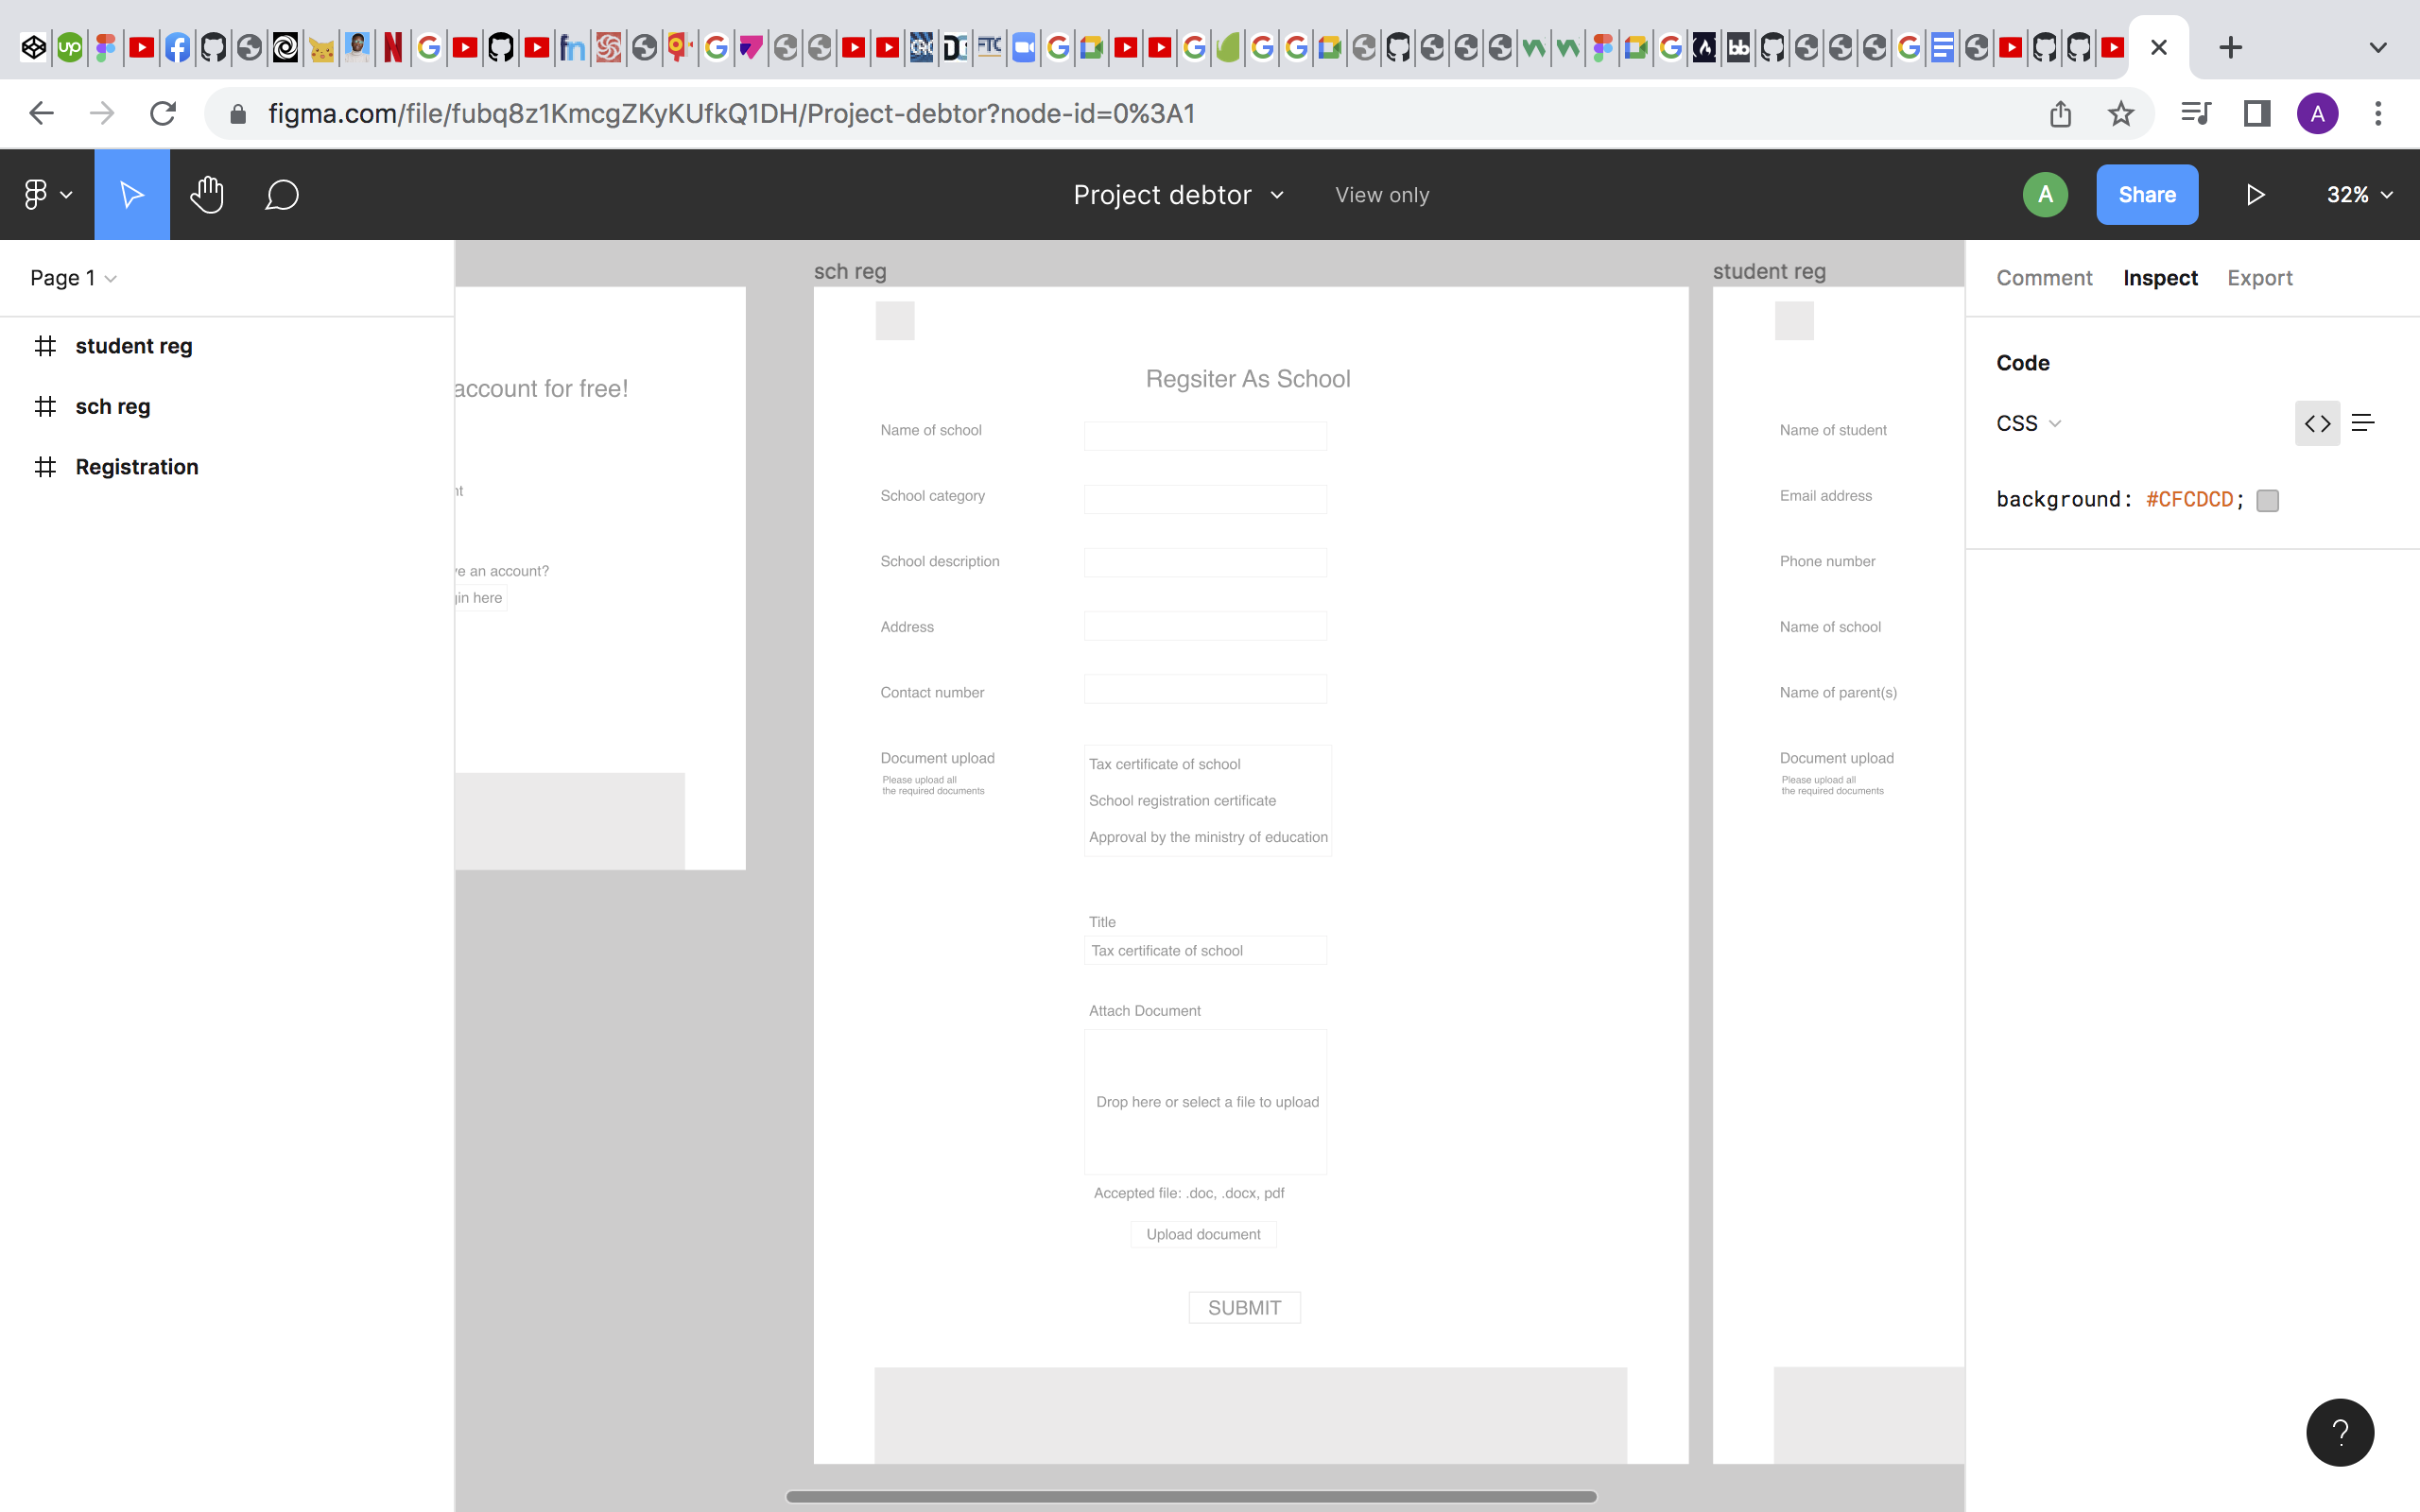 figma.com/file/fubq8z1KmcgZKyKUfkQ1DH/Project-debtor?node-id=0%3A1
A
Project debtor
View only
A
Share
32%
Page 1
student reg
sch reg
Registration
account for free!
nt
ve an account?
gin here
sch reg
Regsiter As School
Name of school
School category
School description
Address
Contact number
Document upload
Please upload all
the required documents
Tax certificate of school
School registration certificate
Approval by the ministry of education
Title
Tax certificate of school
Attach Document
Drop here or select a file to upload
Accepted file: .doc, .docx, pdf
Upload document
SUBMIT
student reg
Name of student
Email address
Phone number
Name of school
Name of parent(s)
Document upload
Please upload all
the required documents
Comment Inspect Export
Code
CSS
background: #CFCDCD;
?